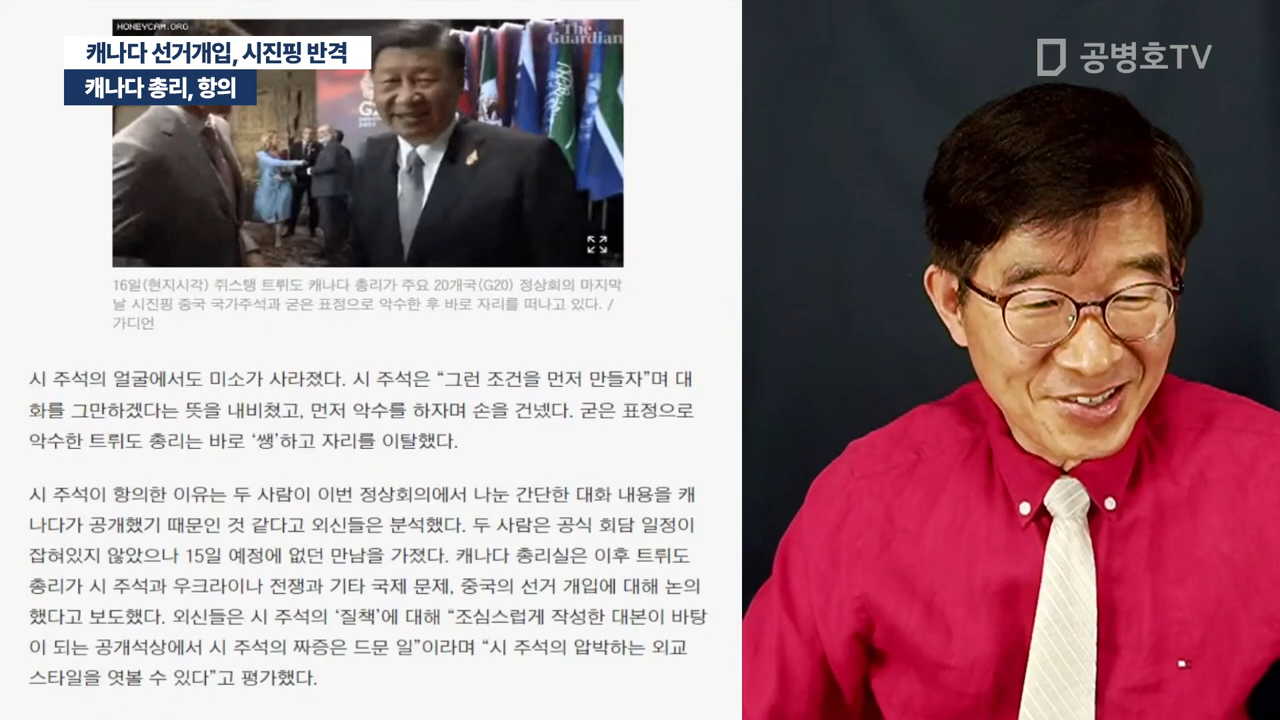 HONEYCAM.ORG
The Guardian
캐나다 선거개입, 시진핑 반격
캐나다 총리, 항의
공병호TV
16일(현지시각) 쥐스탱 트뤼도 캐나다 총리가 주요 20개국(G20) 정상회의 마지막
날 시진핑 중국 국가주석과 굳은 표정으로 악수한 후 바로 자리를 떠나고 있다. /
가디언
시 주석의 얼굴에서도 미소가 사라졌다. 시 주석은 “그런 조건을 먼저 만들자”며 대
화를 그만하겠다는 뜻을 내비쳤고, 먼저 악수를 하자며 손을 건넸다. 굳은 표정으로
악수한 트뤼도 총리는 바로 ‘쌩’하고 자리를 이탈했다.
시 주석이 항의한 이유는 두 사람이 이번 정상회의에서 나눈 간단한 대화 내용을 캐
나다가 공개했기 때문인 것 같다고 외신들은 분석했다. 두 사람은 공식 회담 일정이
잡혀있지 않았으나 15일 예정에 없던 만남을 가졌다. 캐나다 총리실은 이후 트뤼도
총리가 시 주석과 우크라이나 전쟁과 기타 국제 문제, 중국의 선거 개입에 대해 논의
했다고 보도했다. 외신들은 시 주석의 ‘질책’에 대해 “조심스럽게 작성한 대본이 바탕
이 되는 공개석상에서 시 주석의 짜증은 드문 일”이라며 “시 주석의 압박하는 외교
스타일을 엿볼 수 있다”고 평가했다.